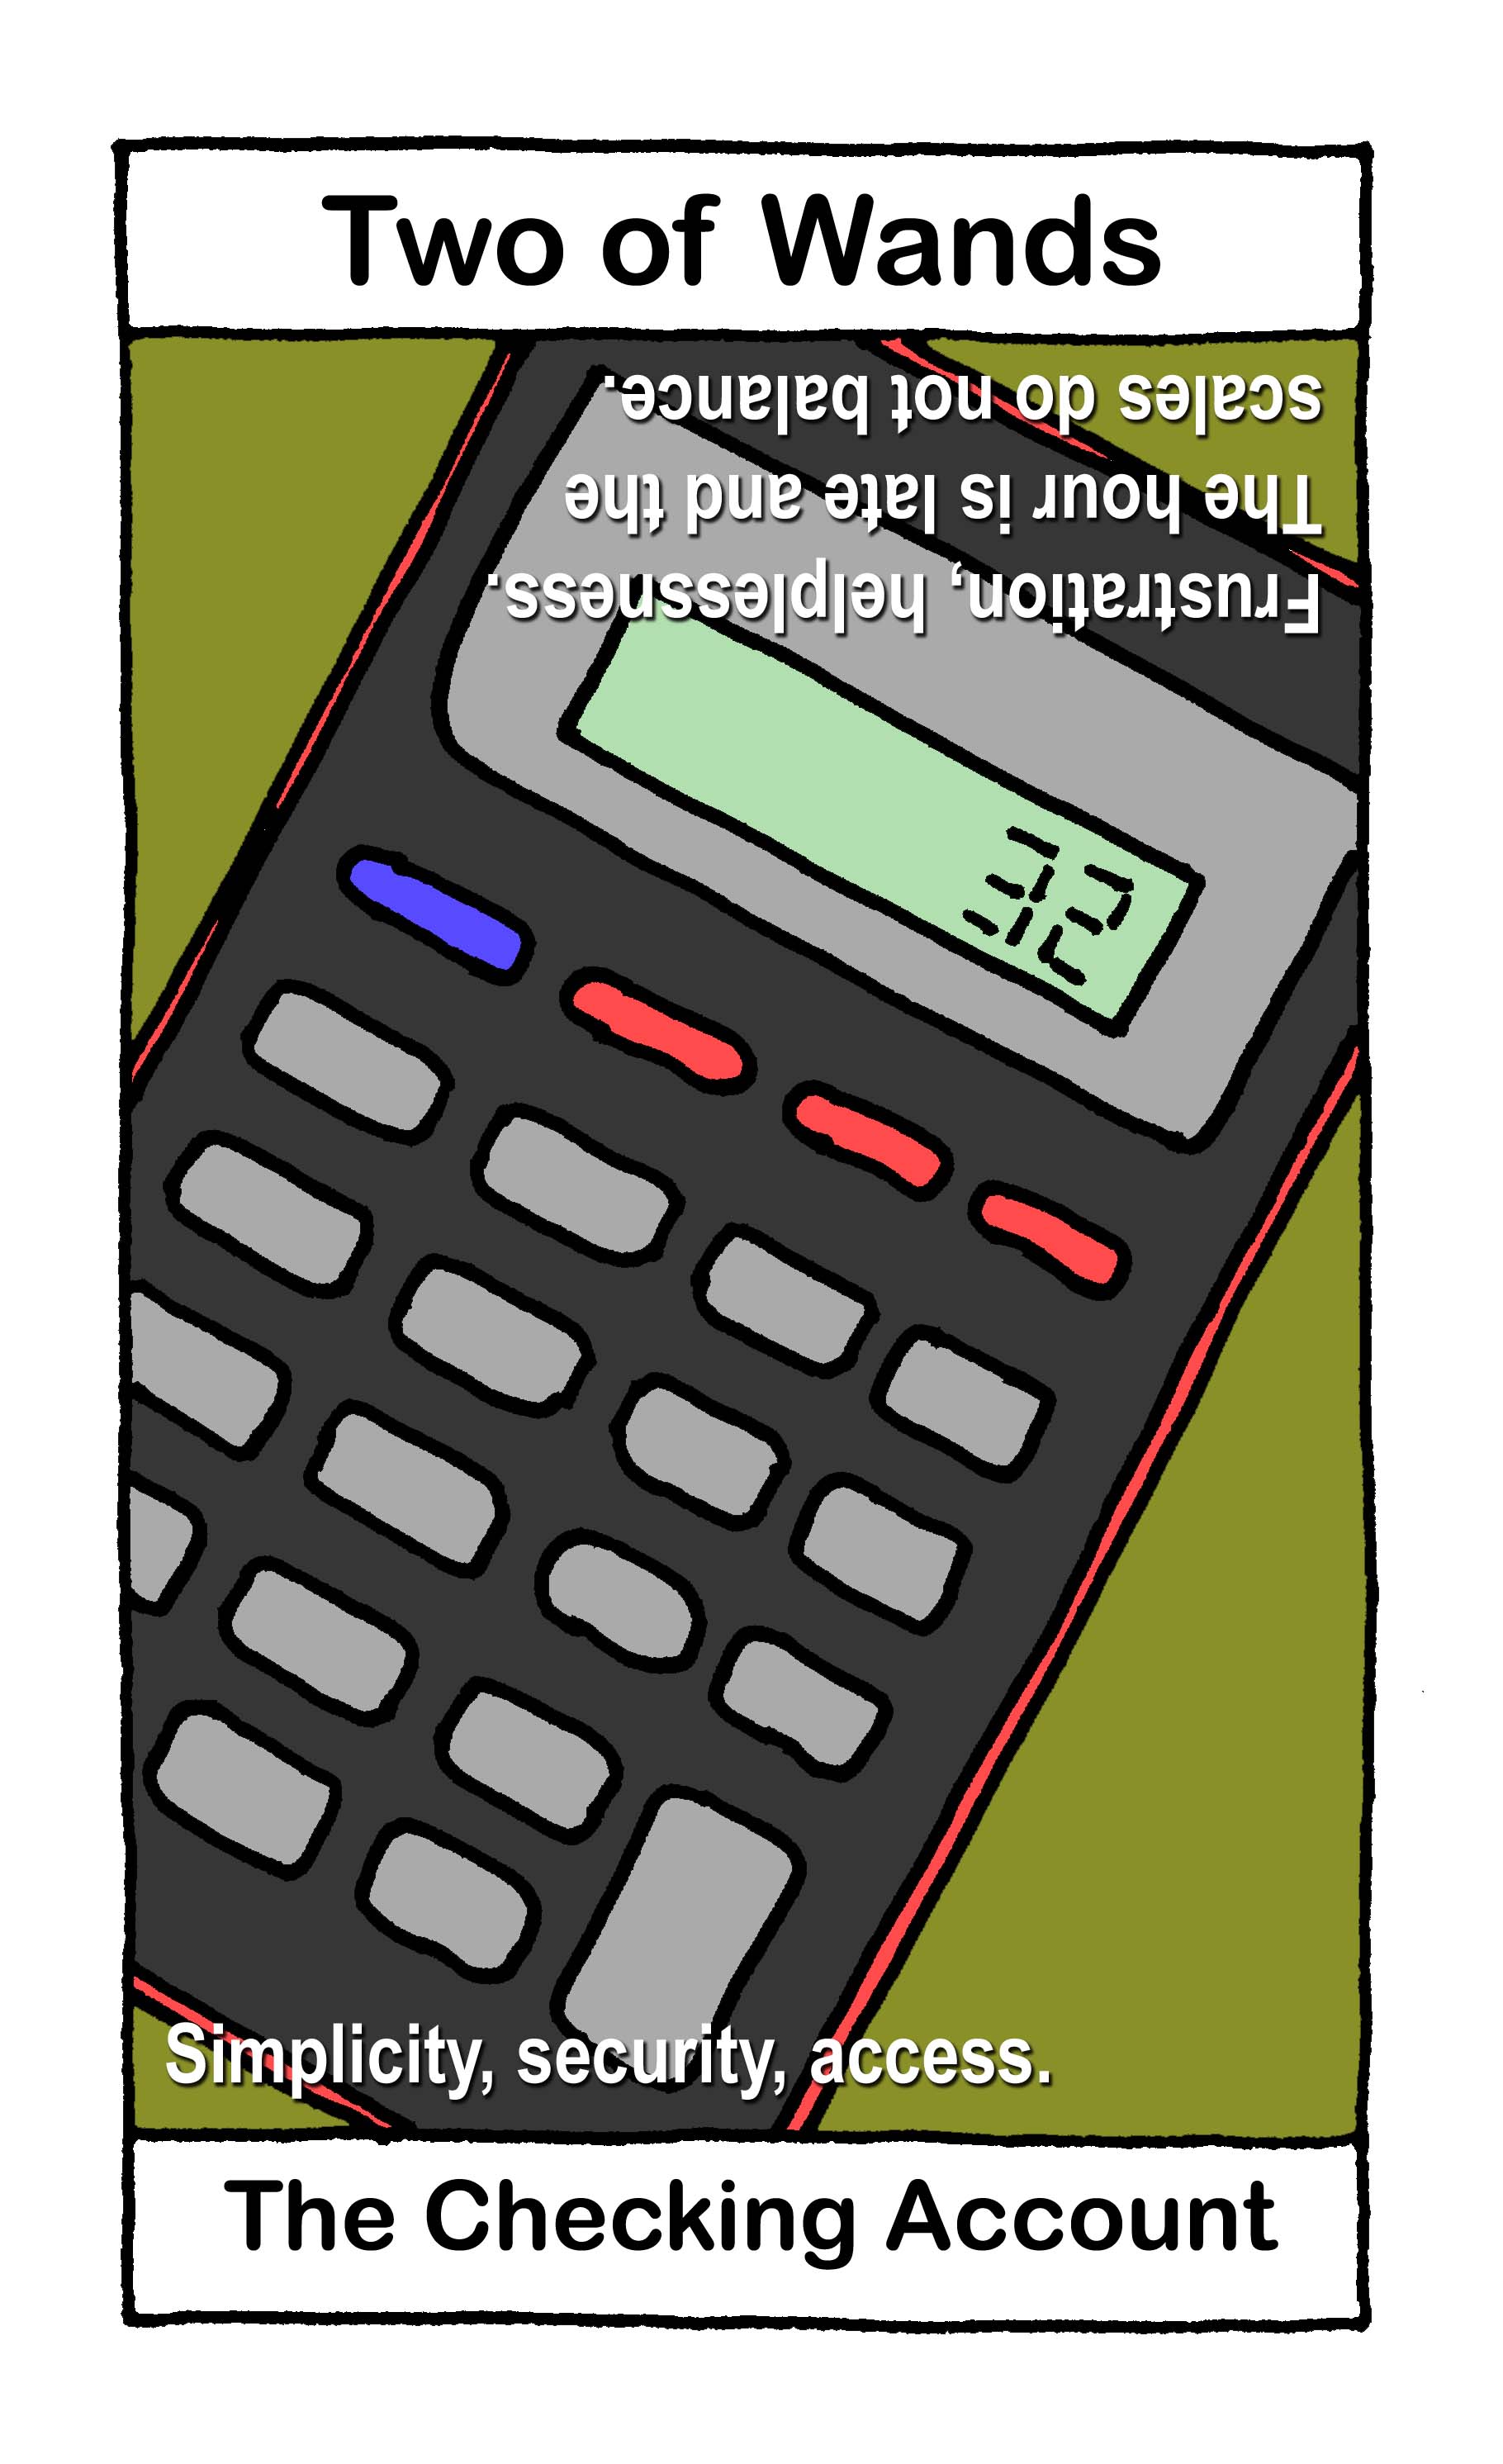 Two of Wands
Frustration, helplessness.
The hour is late and the
scales do not balance.
32
Simplicity, security, access.
The Checking Account